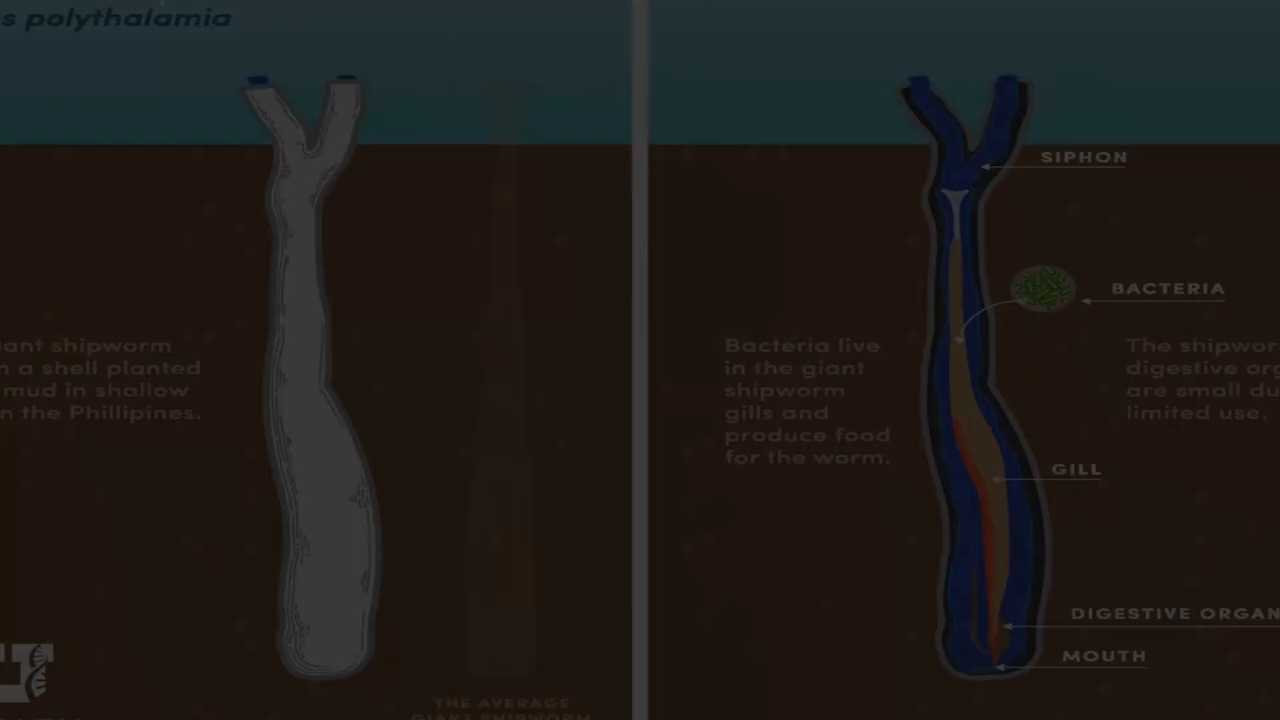 s polythalamia
iant shipworm
n a shell planted
mud in shallow
n the Phillipines.
THE AVERAGE
GIANT SHIPWORM
SIPHON
BACTERIA
Bacteria live
in the giant
shipworm
gills and
produce food
for the worm.
The shipwor
digestive org
are small du
limited use.
GILL
DIGESTIVE ORGAN
MOUTH